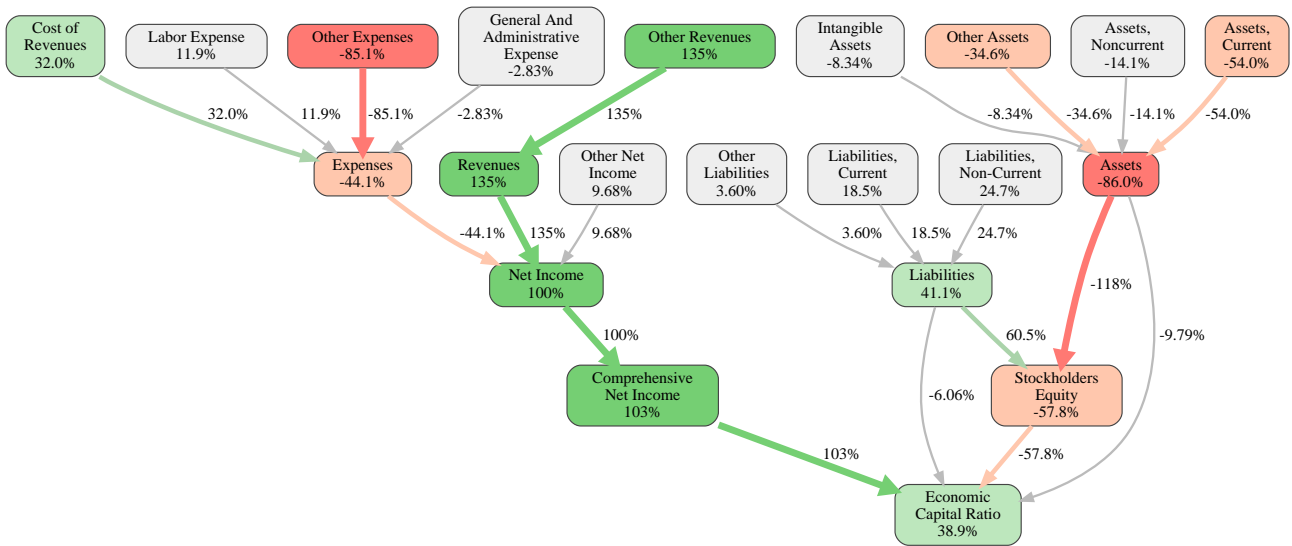 Cost of
Revenues
32.0%
Labor Expense
11.9%
Other Expenses
-85.1%
General And
Administrative
Expense
-2.83%
Other Revenues
135%
Intangible
Assets
-8.34%
Other Assets
-34.6%
Assets,
Noncurrent
-14.1%
Assets,
Current
-54.0%
32.0%
11.9%
-85.1%
-2.83%
135%
-8.34%
-34.6%
-14.1%
-54.0%
Expenses
-44.1%
Revenues
135%
Other Net
Income
9.68%
Other
Liabilities
3.60%
Liabilities,
Current
18.5%
Liabilities,
Non-Current
24.7%
Assets
-86.0%
-44.1%
135%
9.68%
3.60%
18.5%
24.7%
Net Income
100%
Liabilities
41.1%
-118%
100%
60.5%
-9.79%
Comprehensive
Net Income
103%
-6.06%
Stockholders
Equity
-57.8%
103%
-57.8%
Economic
Capital Ratio
38.9%